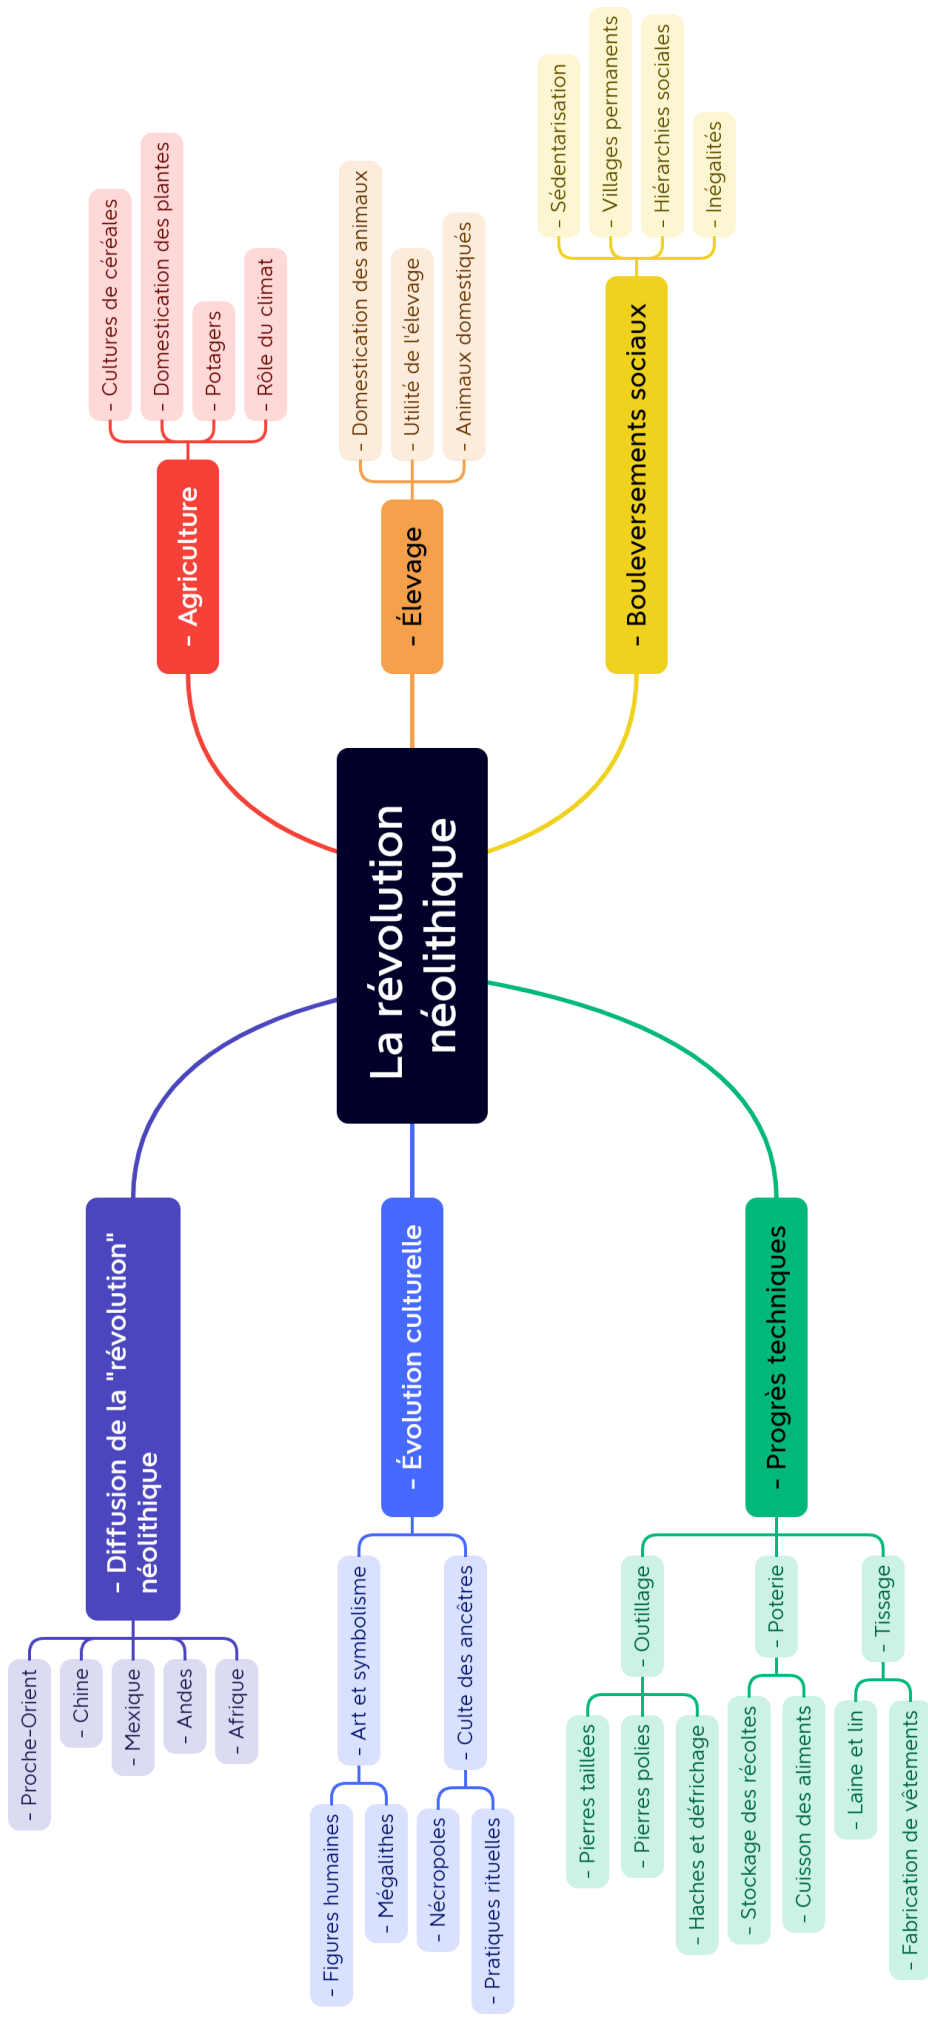 La révolution
néolithique
- Agriculture
- Cultures de céréales
- Domestication des plantes
- Potagers
- Rôle du climat
- Élevage
- Domestication des animaux
- Utilité de l'élevage
- Animaux domestiqués
- Bouleversements sociaux
- Sédentarisation
- Villages permanents
- Hiérarchies sociales
- Inégalités
- Diffusion de la "révolution"
néolithique
- Proche-Orient
- Chine
- Mexique
- Andes
- Afrique
- Évolution culturelle
- Art et symbolisme
- Figures humaines
- Mégalithes
- Culte des ancêtres
- Nécropoles
- Pratiques rituelles
- Progrès techniques
- Outillage
- Pierres taillées
- Pierres polies
- Haches et défrichage
- Poterie
- Stockage des récoltes
- Cuisson des aliments
- Tissage
- Laine et lin
- Fabrication de vêtements